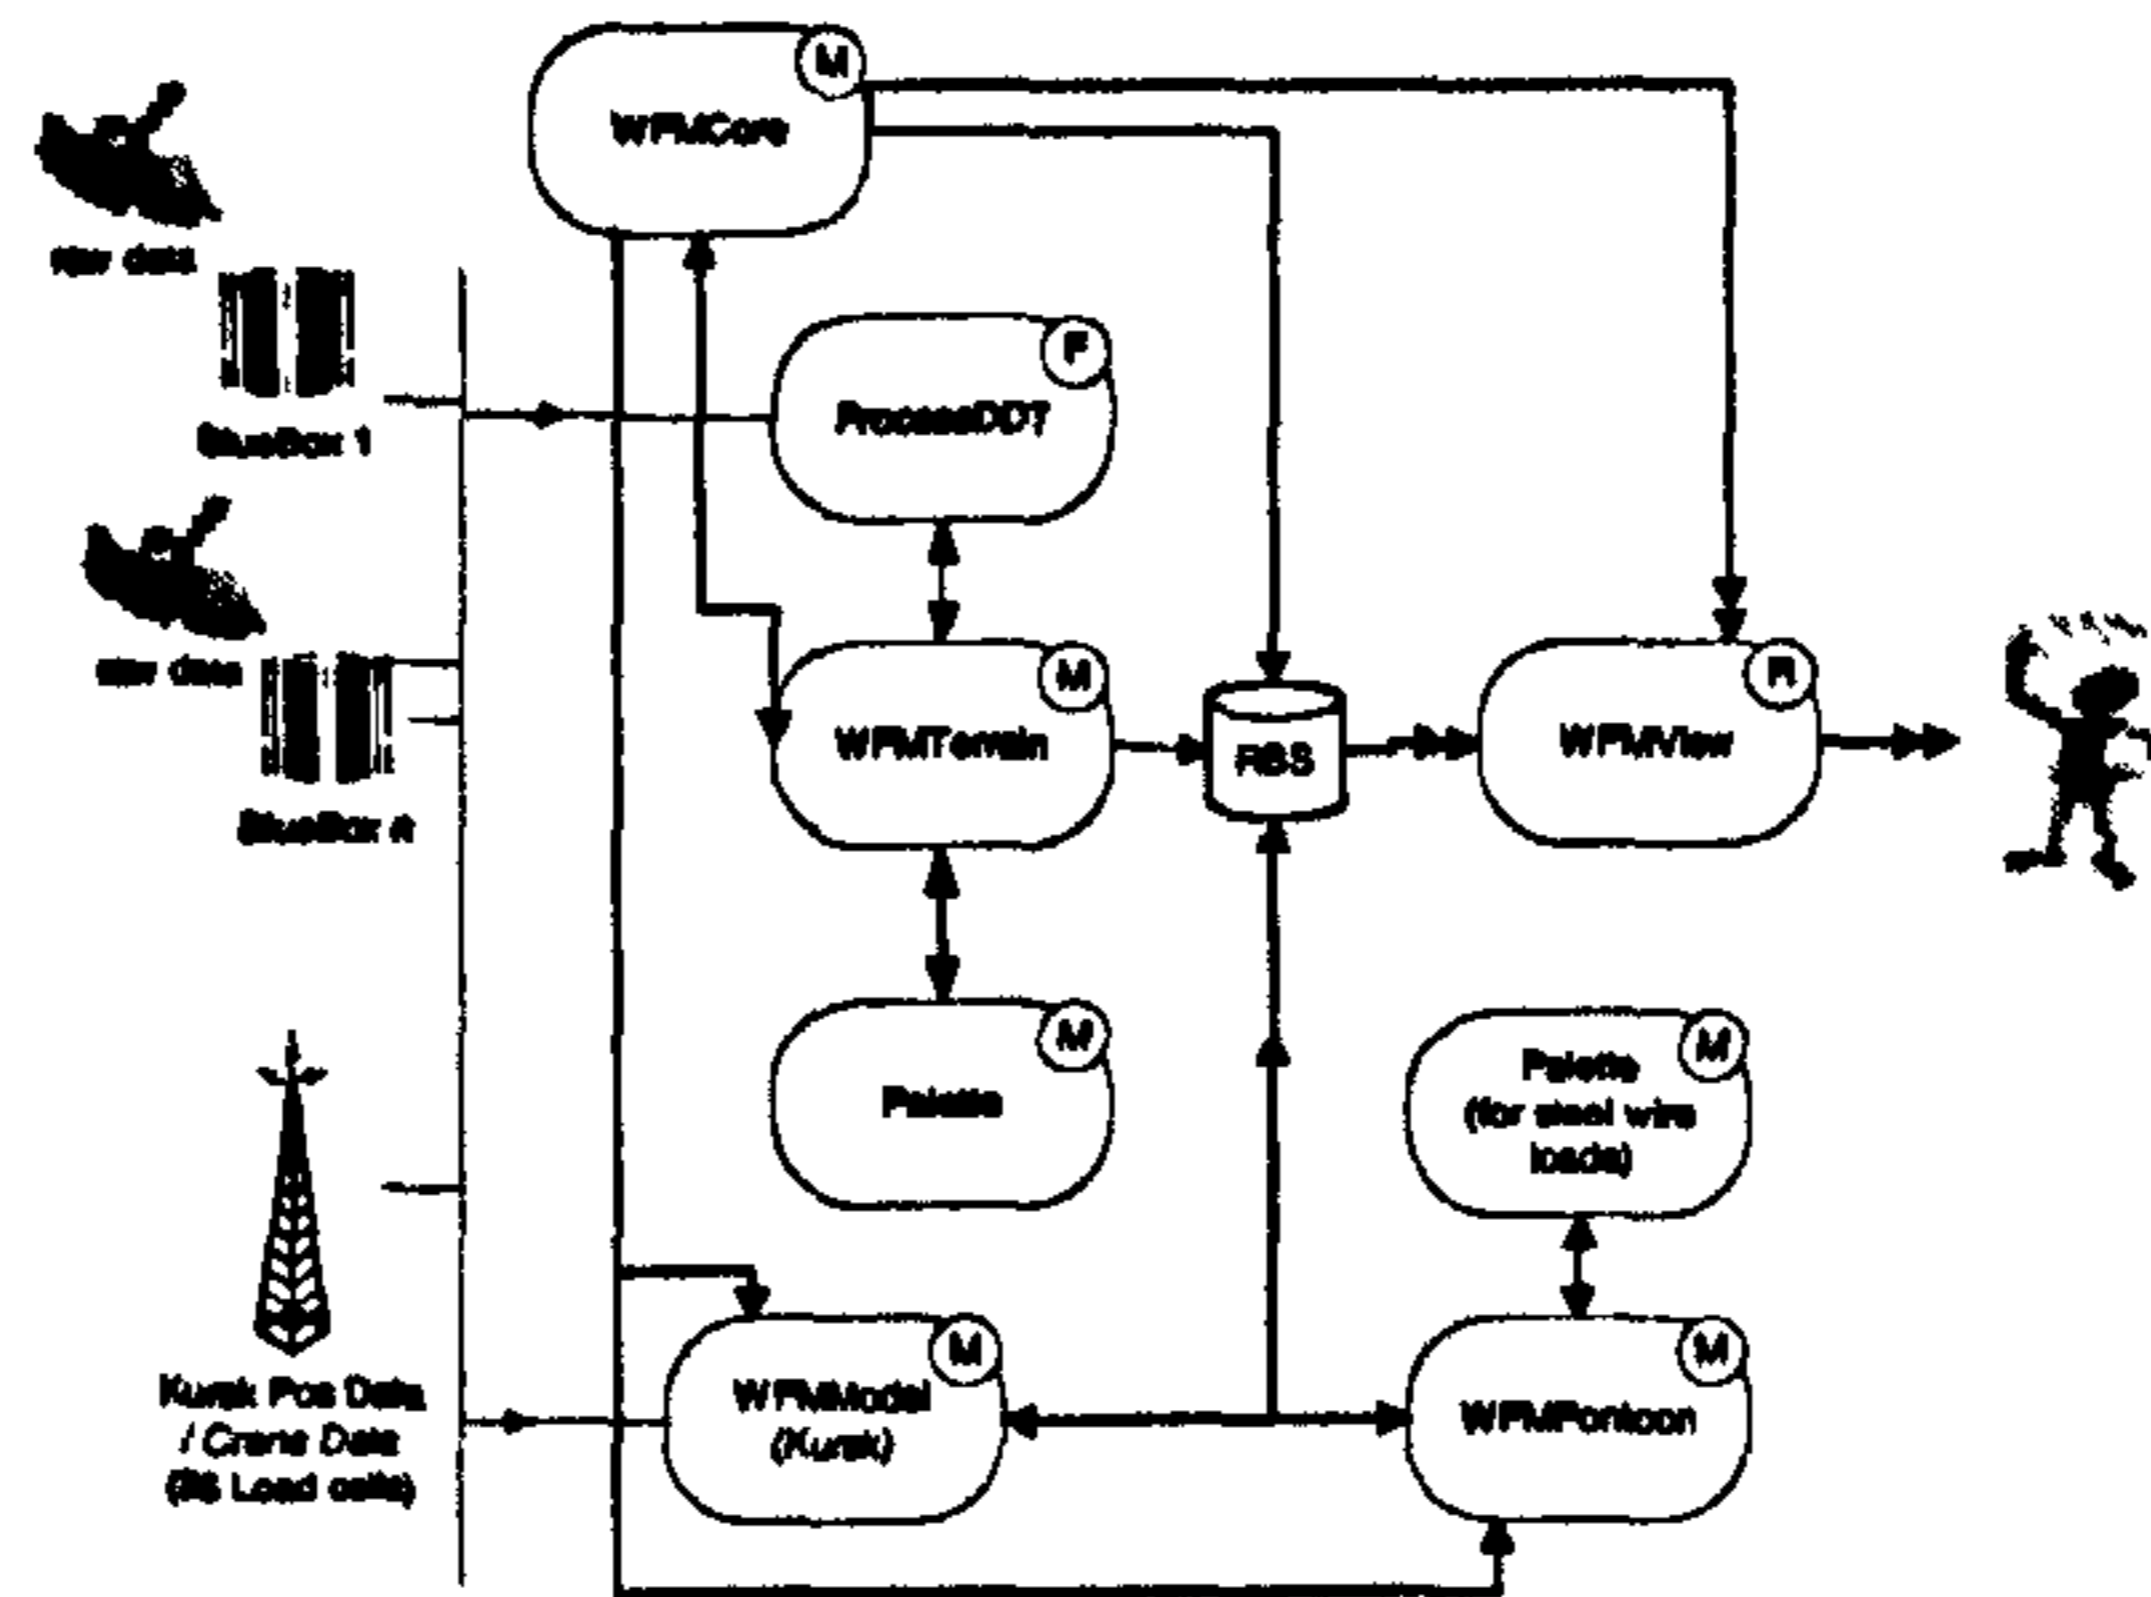 M
WFMCore
raw data
BlueBox 1
P
ProcessDDT
raw data
BlueBox n
M
WFMTerrain
RBS
R
WFMView
M
Palette
M
Palette
(for steel wire
loads)
Kursk Pos Data
/ Crane Data
(26 Load cells)
M
WFMModel
(Kursk)
M
WFMPontoon